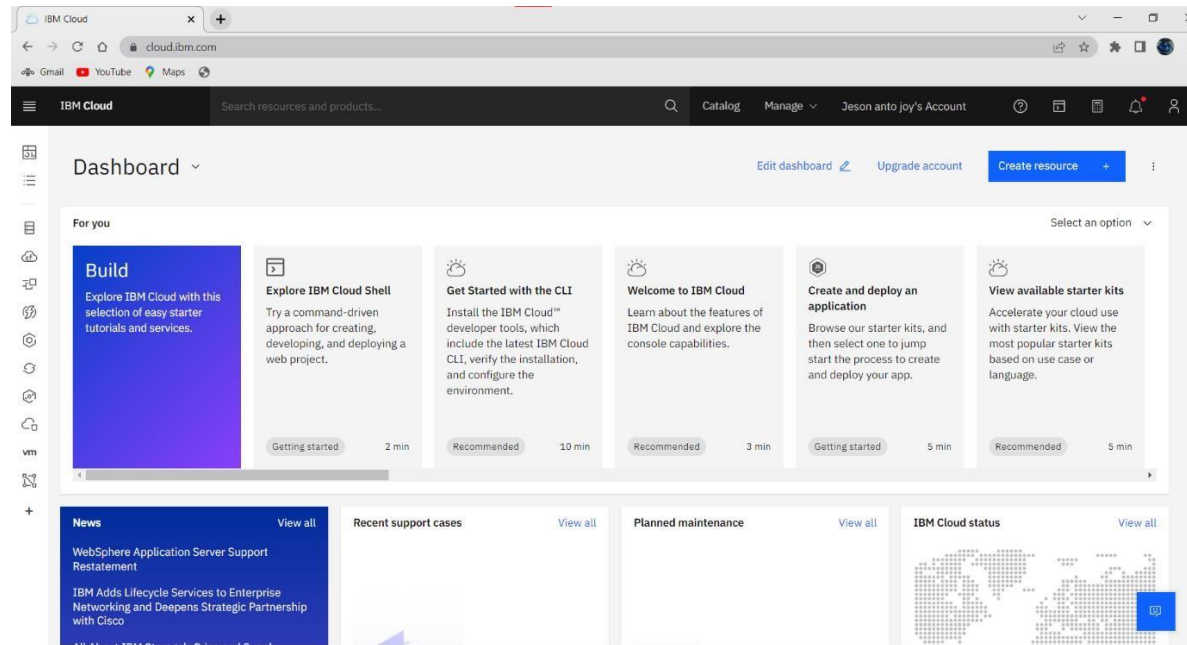 IBM Cloud
cloud.ibm.com
Gmail YouTube Maps
IBM Cloud Search resources and products... Catalog Manage Jeson anto joy's Account
Dashboard Edit dashboard Upgrade account Create resource +
For you Select an option
Build
Explore IBM Cloud with this
selection of easy starter
tutorials and services.
Explore IBM Cloud Shell
Try a command-driven
approach for creating,
developing, and deploying a
web project.
Getting started 2 min
Get Started with the CLI
Install the IBM Cloud™
developer tools, which
include the latest IBM Cloud
CLI, verify the installation,
and configure the
environment.
Recommended 10 min
Welcome to IBM Cloud
Learn about the features of
IBM Cloud and explore the
console capabilities.
Recommended 3 min
Create and deploy an
application
Browse our starter kits, and
then select one to jump
start the process to create
and deploy your app.
Getting started 5 min
View available starter kits
Accelerate your cloud use
with starter kits. View the
most popular starter kits
based on use case or
language.
Recommended 5 min
vm
News View all
WebSphere Application Server Support
Restatement
IBM Adds Lifecycle Services to Enterprise
Networking and Deepens Strategic Partnership
with Cisco
Recent support cases View all
Planned maintenance View all
IBM Cloud status View all